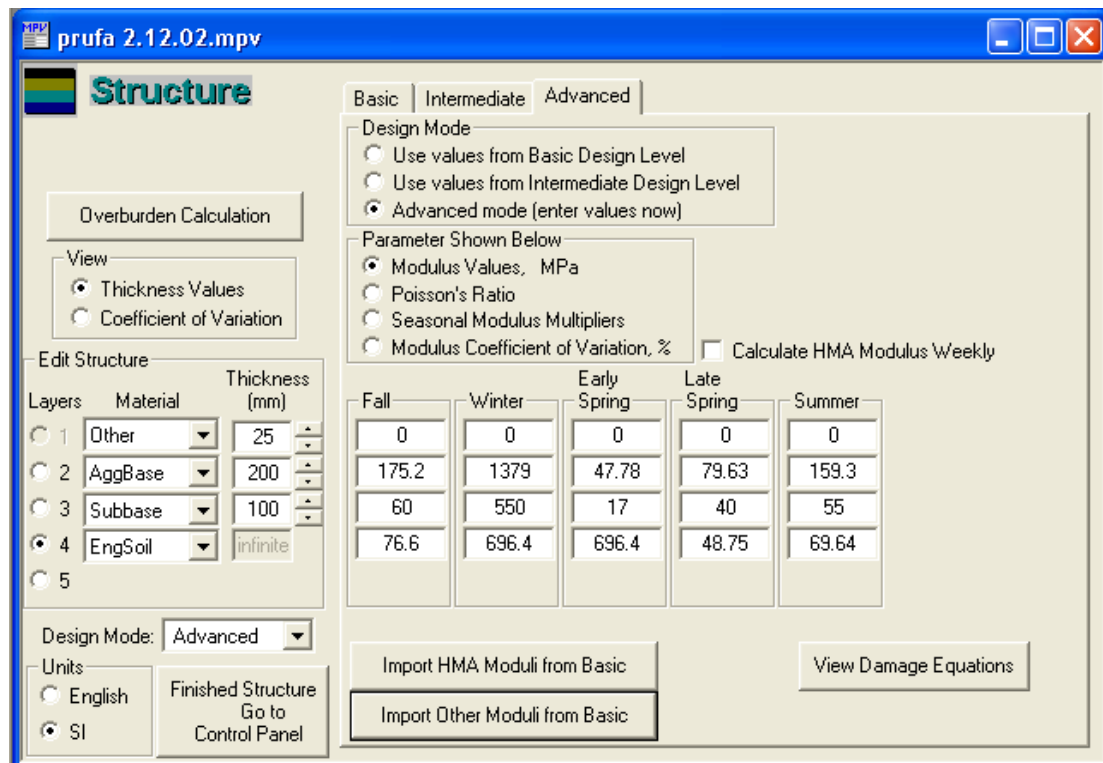 MPV prufa 2.12.02.mpv
Structure
Overburden Calculation
View
Thickness Values
Coefficient of Variation
Edit Structure
Layers Material Thickness (mm)
1 Other 25
2 AggBase 200
3 Subbase 100
4 EngSoil infinite
5
Design Mode: Advanced
Units
English
SI
Finished Structure
Go to
Control Panel
Basic Intermediate Advanced
Design Mode
Use values from Basic Design Level
Use values from Intermediate Design Level
Advanced mode (enter values now)
Parameter Shown Below
Modulus Values, MPa
Poisson's Ratio
Seasonal Modulus Multipliers
Modulus Coefficient of Variation, %
Calculate HMA Modulus Weekly
Fall Winter Early Spring Late Spring Summer
0 0 0 0 0
175.2 1379 47.78 79.63 159.3
60 550 17 40 55
76.6 696.4 696.4 48.75 69.64
Import HMA Moduli from Basic
Import Other Moduli from Basic
View Damage Equations